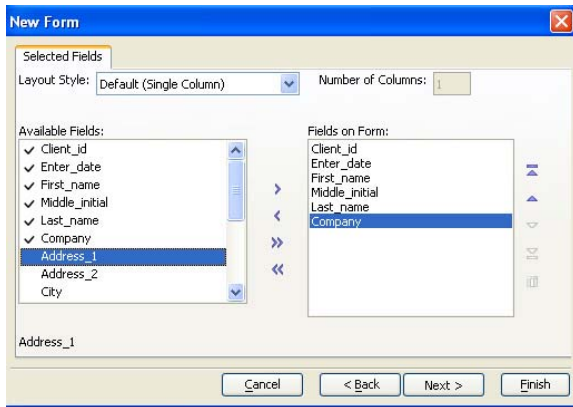 New Form
Selected Fields
Layout Style: Default (Single Column) Number of Columns: 1
Available Fields:
Client_id
Enter_date
First_name
Middle_initial
Last_name
Company
Address_1
Address_2
City
Fields on Form:
Client_id
Enter_date
First_name
Middle_initial
Last_name
Company
Address_1
Cancel < Back Next > Finish